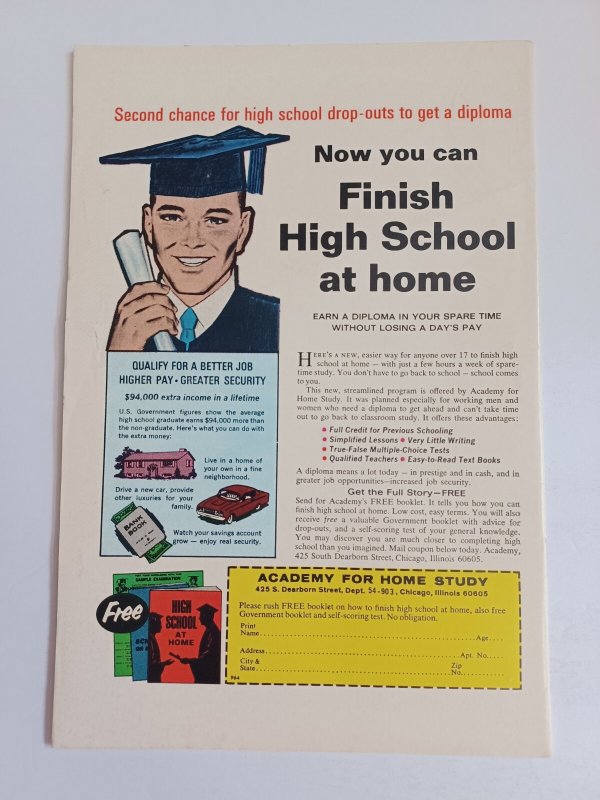 Second chance for high school drop-outs to get a diploma
Now you can
Finish
High School
at home
EARN A DIPLOMA IN YOUR SPARE TIME
WITHOUT LOSING A DAY'S PAY
QUALIFY FOR A BETTER JOB
HIGHER PAY • GREATER SECURITY
$94,000 extra income in a lifetime
U.S. Government figures show the average
high school graduate earns $94,000 more than
the non-graduate. Here's what you can do with
the extra money:
Live in a home of
your own in a fine
neighborhood.
Drive a new car, provide
other luxuries for your
family.
BANK
BOOK
Watch your savings account
grow — enjoy real security.
HERE'S A NEW, easier way for anyone over 17 to finish high
school at home — with just a few hours a week of spare-
time study. You don't have to go back to school — school comes
to you.
This new, streamlined program is offered by Academy for
Home Study. It was planned especially for working men and
women who need a diploma to get ahead and can't take time
out to go back to classroom study. It offers these advantages:
• Full Credit for Previous Schooling
• Simplified Lessons • Very Little Writing
• True-False Multiple-Choice Tests
• Qualified Teachers • Easy-to-Read Text Books
A diploma means a lot today — in prestige and in cash, and in
greater job opportunities—increased job security.
Get the Full Story—FREE
Send for Academy's FREE booklet. It tells you how you can
finish high school at home. Low cost, easy terms. You will also
receive free a valuable Government booklet with advice for
drop-outs, and a self-scoring test of your general knowledge.
You may discover you are much closer to completing high
school than you imagined. Mail coupon below today. Academy,
425 South Dearborn Street, Chicago, Illinois 60605.
SAMPLE EXAMINATION
Free
HIGH
SCHOOL
AT
HOME
ACADEMY FOR HOME STUDY
425 S. Dearborn Street, Dept. 54-903, Chicago, Illinois 60605
Please rush FREE booklet on how to finish high school at home, also free
Government booklet and self-scoring test. No obligation.
Print
Name Age
Address Apt. No.
City & Zip
State No.
964